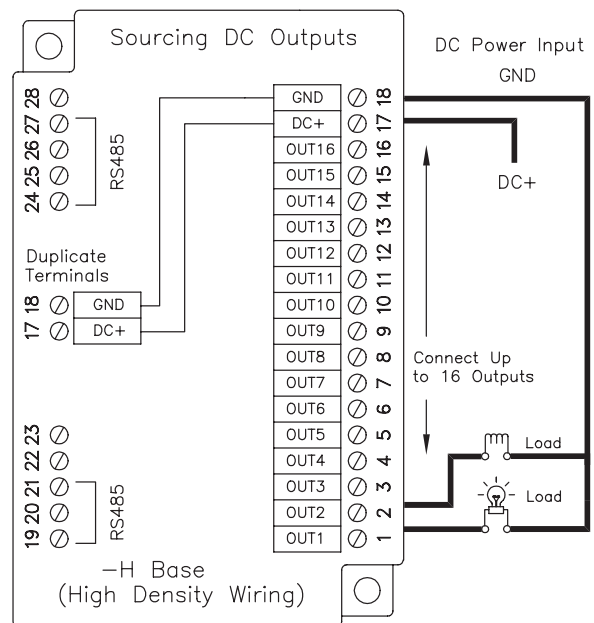 Sourcing DC Outputs
DC Power Input
GND
DC+
28
27
26
25
24
RS485
Duplicate
Terminals
18 GND
17 DC+
23
22
21
20
19
RS485
GND 18
DC+ 17
OUT16 16
OUT15 15
OUT14 14
OUT13 13
OUT12 12
OUT11 11
OUT10 10
OUT9 9
OUT8 8
OUT7 7
OUT6 6
OUT5 5
OUT4 4
OUT3 3
OUT2 2
OUT1 1
Connect Up
to 16 Outputs
Load
Load
-H Base
(High Density Wiring)